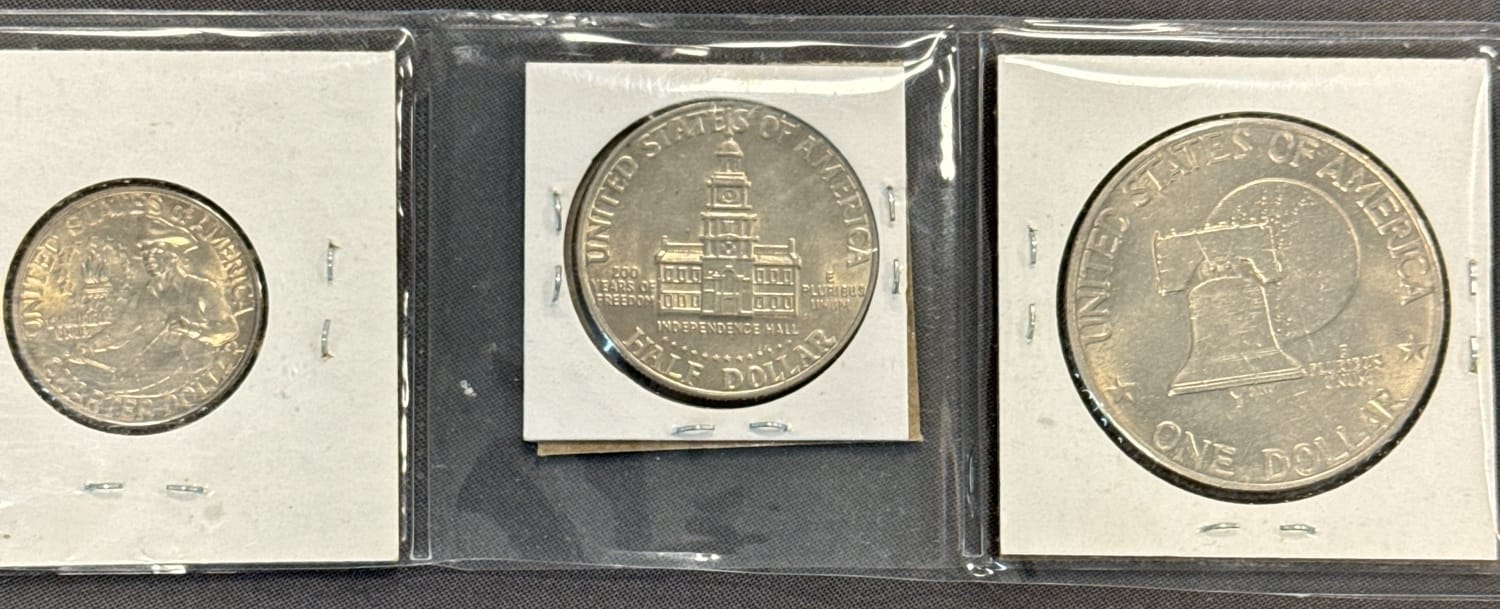 UNITED STATES OF AMERICA
QUARTER DOLLAR
UNITED STATES OF AMERICA
200
YEARS OF
FREEDOM
E
PLURIBUS
UNUM
INDEPENDENCE HALL
HALF DOLLAR
UNITED STATES OF AMERICA
E
PLURIBUS
UNUM
ONE DOLLAR